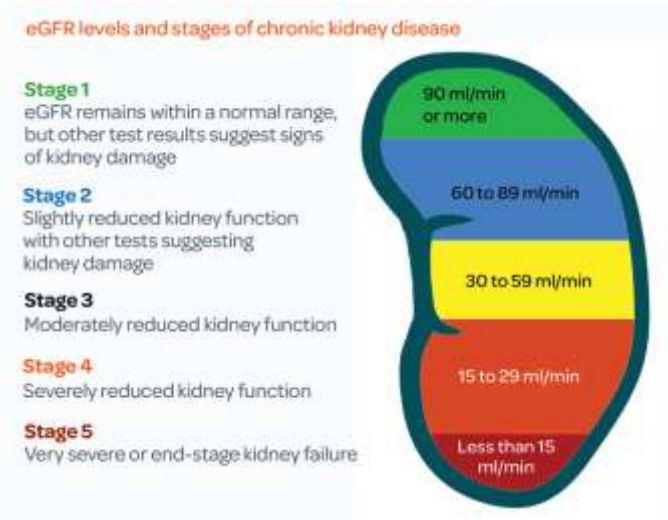 eGFR levels and stages of chronic kidney disease
Stage 1
eGFR remains within a normal range,
but other test results suggest signs
of kidney damage
Stage 2
Slightly reduced kidney function
with other tests suggesting
kidney damage
Stage 3
Moderately reduced kidney function
Stage 4
Severely reduced kidney function
Stage 5
Very severe or end-stage kidney failure
90 ml/min
or more
60 to 89 ml/min
30 to 59 ml/min
15 to 29 ml/min
Less than 15
ml/min